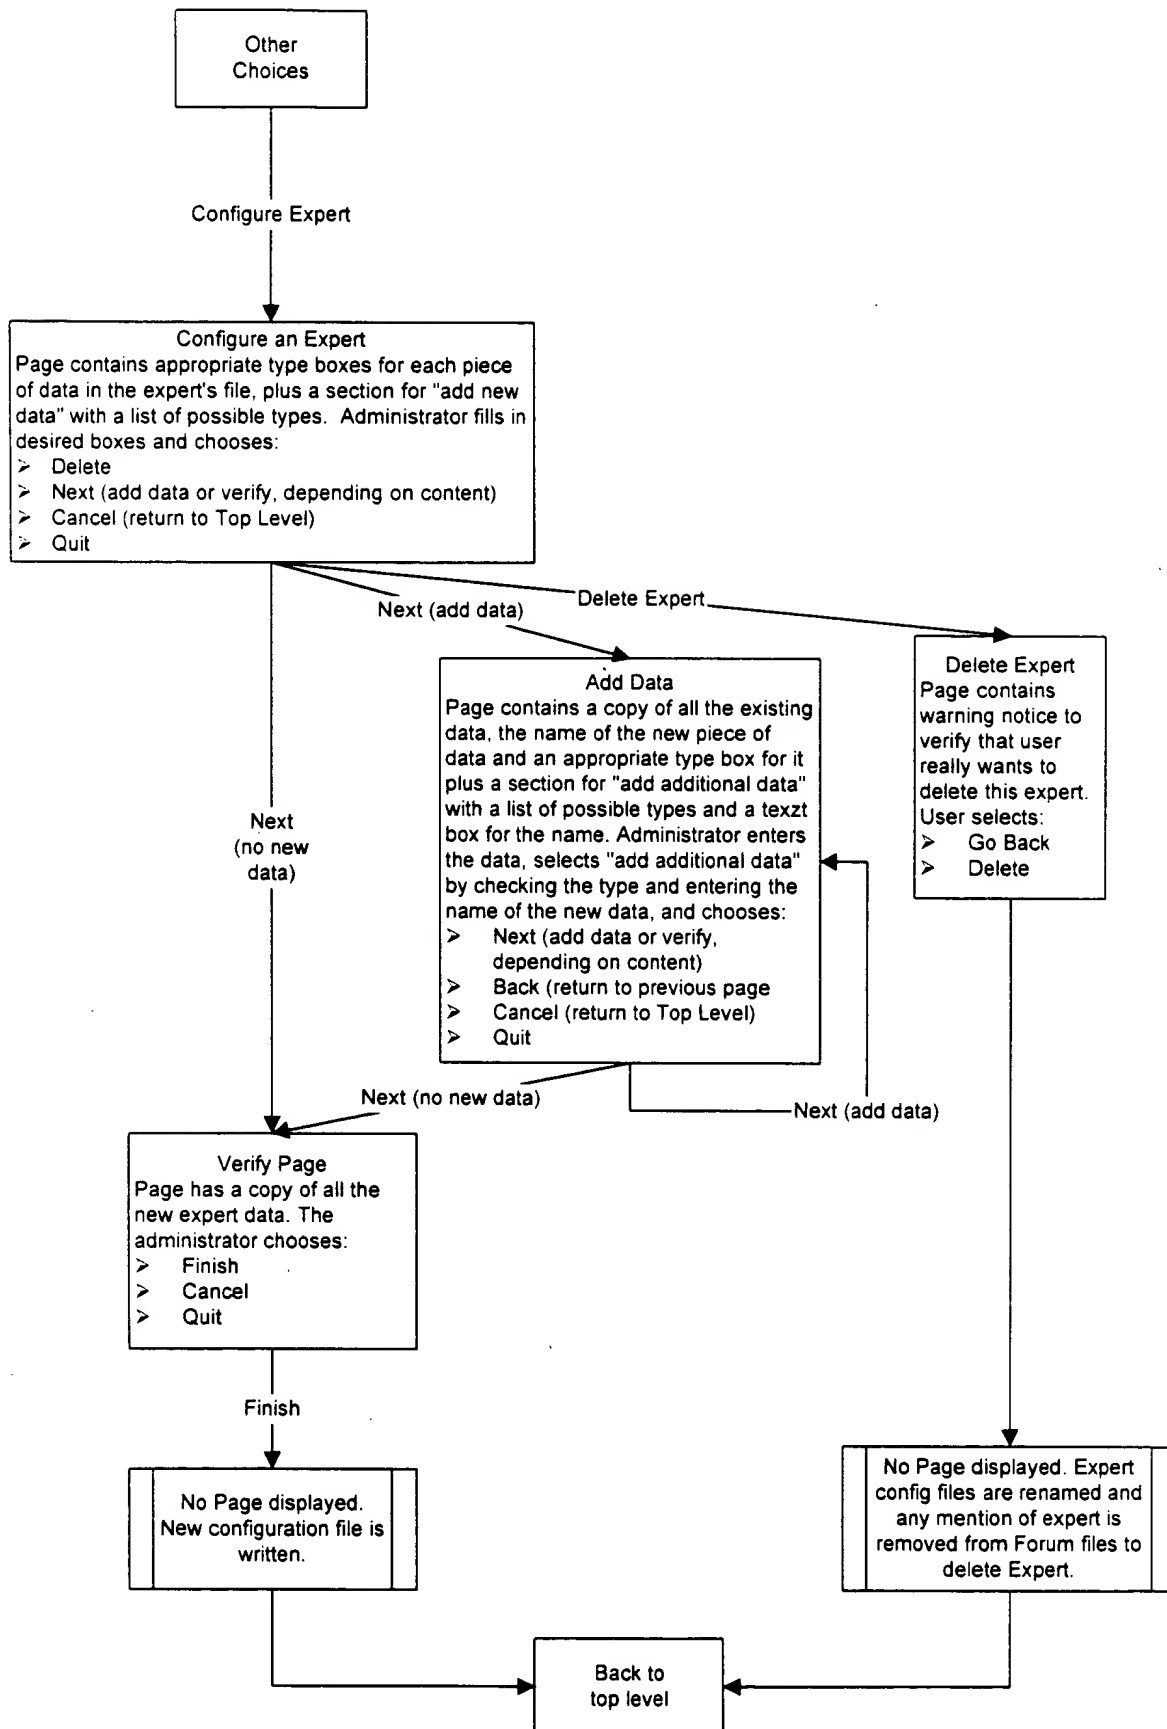 Other
Choices
Configure Expert
Configure an Expert
Page contains appropriate type boxes for each piece
of data in the expert's file, plus a section for "add new
data" with a list of possible types. Administrator fills in
desired boxes and chooses:
➢ Delete
➢ Next (add data or verify, depending on content)
➢ Cancel (return to Top Level)
➢ Quit
Next (add data)
Delete Expert
Next
(no new
data)
Add Data
Page contains a copy of all the existing
data, the name of the new piece of
data and an appropriate type box for it
plus a section for "add additional data"
with a list of possible types and a texzt
box for the name. Administrator enters
the data, selects "add additional data"
by checking the type and entering the
name of the new data, and chooses:
➢ Next (add data or verify,
depending on content)
➢ Back (return to previous page
➢ Cancel (return to Top Level)
➢ Quit
Delete Expert
Page contains
warning notice to
verify that user
really wants to
delete this expert.
User selects:
➢ Go Back
➢ Delete
Next (no new data)
Next (add data)
Verify Page
Page has a copy of all the
new expert data. The
administrator chooses:
➢ Finish
➢ Cancel
➢ Quit
Finish
No Page displayed.
New configuration file is
written.
No Page displayed. Expert
config files are renamed and
any mention of expert is
removed from Forum files to
delete Expert.
Back to
top level